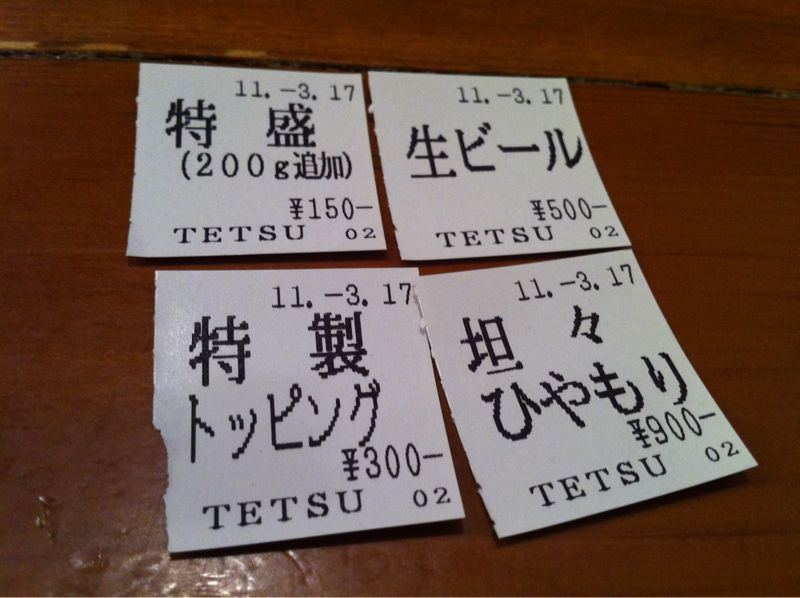 11.-3.17
特 盛
(200g追加)
¥150-
TETSU 02
11.-3.17
生ビール
¥500-
TETSU 02
11.-3.17
特 製
トッピング
¥300-
TETSU 02
11.-3.17
坦 々
ひやもり
¥900-
TETSU 02